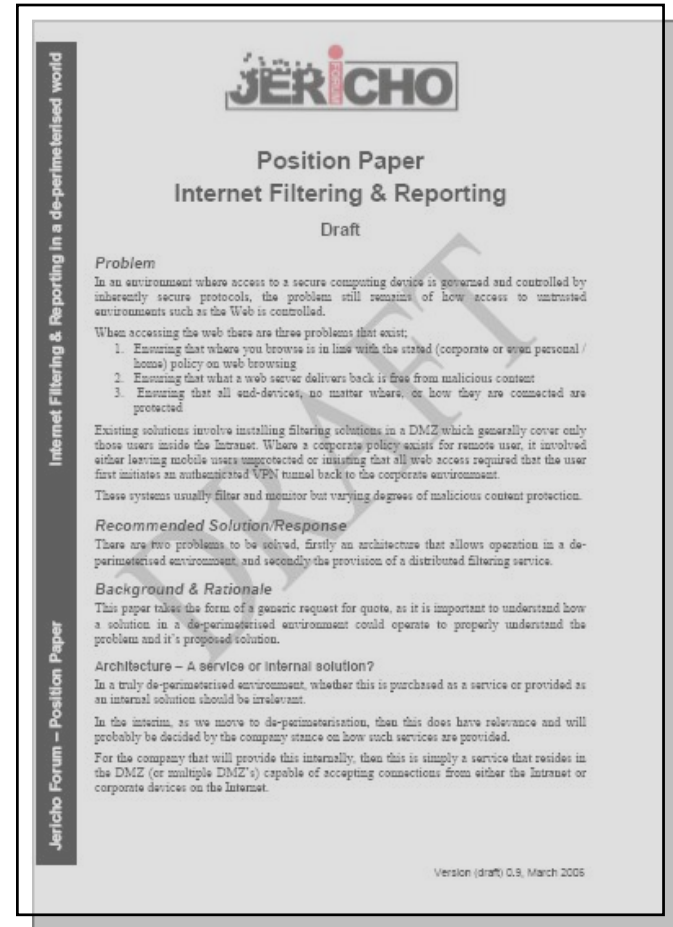 JERiCHO
FORUM
Position Paper
Internet Filtering & Reporting
Draft
Problem
In an environment where access to a secure computing device is governed and controlled by
inherently secure protocols, the problem still remains of how access to untrusted
environments such as the Web is controlled.
When accessing the web there are three problems that exist;
1. Ensuring that where you browse is in line with the stated (corporate or even personal /
home) policy on web browsing
2. Ensuring that what a web server delivers back is free from malicious content
3. Ensuring that all end-devices, no matter where, or how they are connected are
protected
Existing solutions involve installing filtering solutions in a DMZ which generally cover only
those users inside the Intranet. Where a corporate policy exists for remote user, it involved
either leaving mobile users unprotected or insisting that all web access required that the user
first initiates an authenticated VPN tunnel back to the corporate environment.
These systems usually filter and monitor but varying degrees of malicious content protection.
Recommended Solution/Response
There are two problems to be solved, firstly an architecture that allows operation in a de-
perimeterised environment, and secondly the provision of a distributed filtering service.
Background & Rationale
This paper takes the form of a generic request for quote, as it is important to understand how
a solution in a de-perimeterised environment could operate to properly understand the
problem and it's proposed solution.
Architecture – A service or internal solution?
In a truly de-perimeterised environment, whether this is purchased as a service or provided as
an internal solution should be irrelevant.
In the interim, as we move to de-perimeterisation, then this does have relevance and will
probably be decided by the company stance on how such services are provided.
For the company that will provide this internally, then this is simply a service that resides in
the DMZ (or multiple DMZ's) capable of accepting connections from either the Intranet or
corporate devices on the Internet.
Version (draft) 0.9, March 2006
DRAFT
Internet Filtering & Reporting in a de-perimeterised world
Jericho Forum – Position Paper